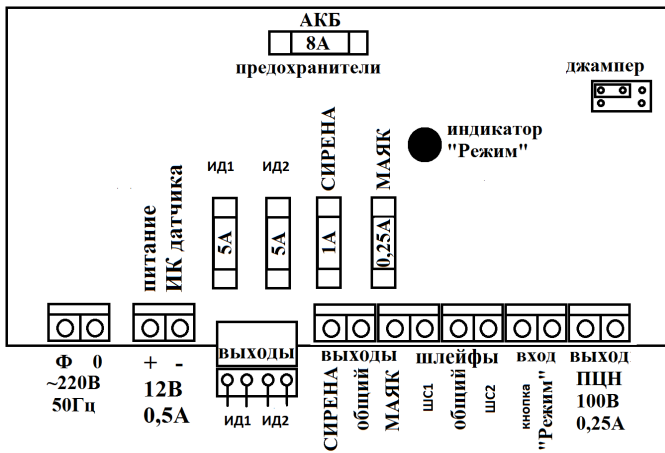 АКБ
8А
предохранители
джампер
индикатор
"Режим"
СИРЕНА
МАЯК
ИД1
ИД2
питание
ИК датчика
5А
5А
1А
0,25А
Ф 0
~220В
50Гц
+ -
12В
0,5А
выходы
ИД1 ИД2
выходы
СИРЕНА
общий
МАЯК
шлейфы
ШС1
общий
ШС2
вход
кнопка
"Режим"
выход
ПЦН
100В
0,25А